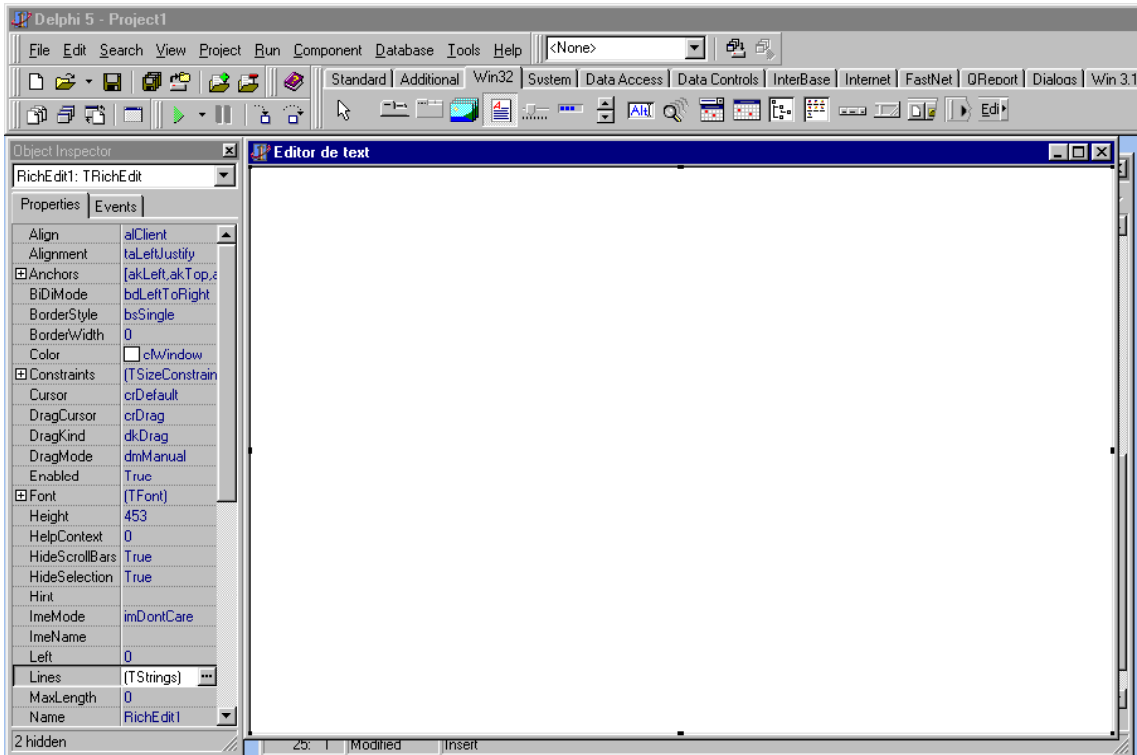 Delphi 5 - Project1
File Edit Search View Project Run Component Database Tools Help <None>
Standard Additional Win32 System Data Access Data Controls InterBase Internet FastNet QReport Dialogs Win 3.1
Edi
Object Inspector
Editor de text
RichEdit1: TRichEdit
Properties Events
Align alClient
Alignment taLeftJustify
Anchors [akLeft,akTop,a
BiDiMode bdLeftToRight
BorderStyle bsSingle
BorderWidth 0
Color clWindow
Constraints (TSizeConstrain
Cursor crDefault
DragCursor crDrag
DragKind dkDrag
DragMode dmManual
Enabled True
Font (TFont)
Height 453
HelpContext 0
HideScrollBars True
HideSelection True
Hint
ImeMode imDontCare
ImeName
Left 0
Lines (TStrings) ...
MaxLength 0
Name RichEdit1
2 hidden
25: 1 Modified Insert